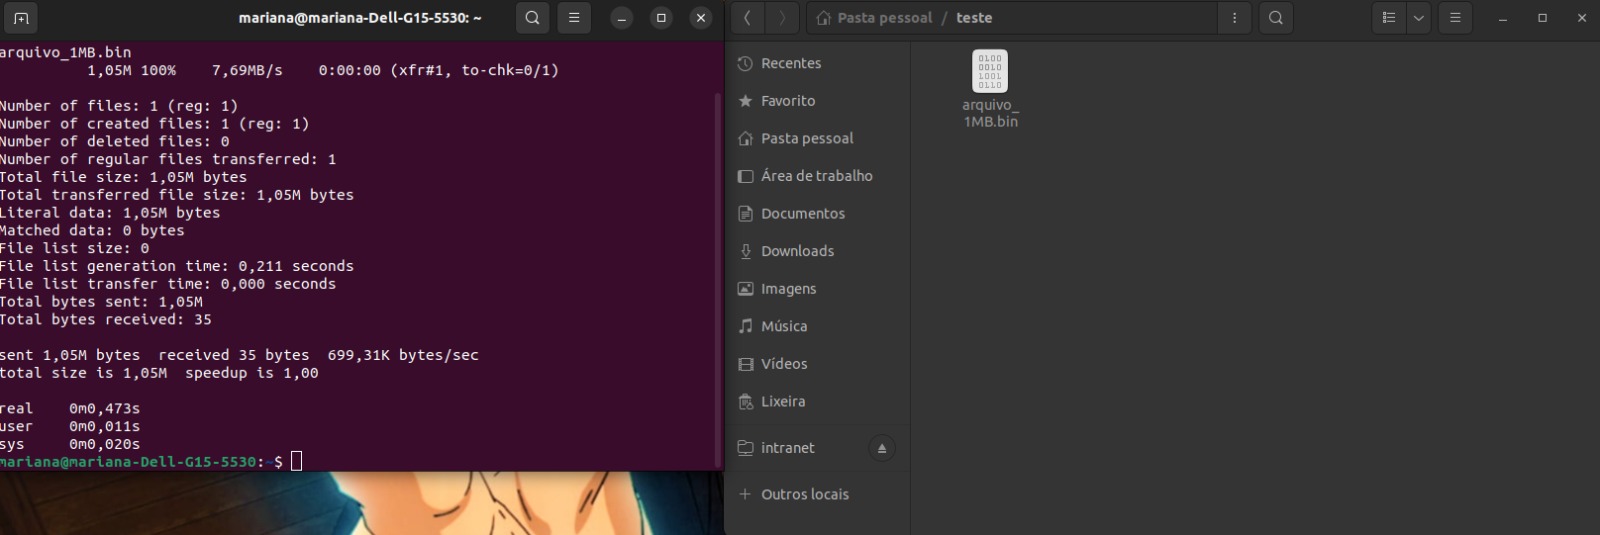 mariana@mariana-Dell-G15-5530: ~
arquivo_1MB.bin
1,05M 100% 7,69MB/s 0:00:00 (xfr#1, to-chk=0/1)
Number of files: 1 (reg: 1)
Number of created files: 1 (reg: 1)
Number of deleted files: 0
Number of regular files transferred: 1
Total file size: 1,05M bytes
Total transferred file size: 1,05M bytes
Literal data: 1,05M bytes
Matched data: 0 bytes
File list size: 0
File list generation time: 0,211 seconds
File list transfer time: 0,000 seconds
Total bytes sent: 1,05M
Total bytes received: 35
sent 1,05M bytes received 35 bytes 699,31K bytes/sec
total size is 1,05M speedup is 1,00
real 0m0,473s
user 0m0,011s
sys 0m0,020s
mariana@mariana-Dell-G15-5530:~$
Pasta pessoal / teste
Recentes
Favorito
Pasta pessoal
Área de trabalho
Documentos
Downloads
Imagens
Música
Vídeos
Lixeira
intranet
+ Outros locais
0100
0010
1001
0110
arquivo_
1MB.bin